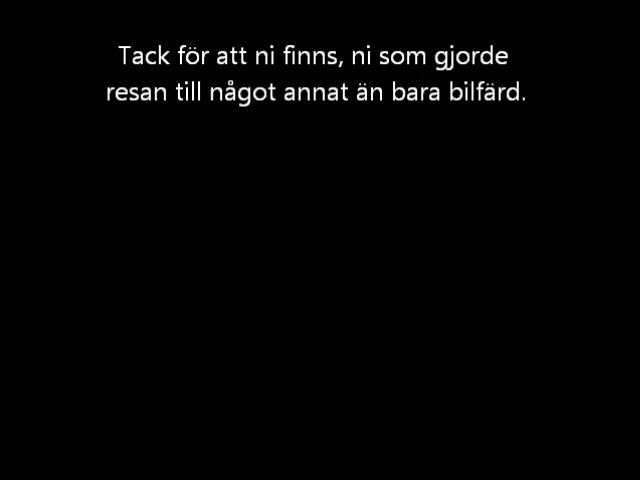 Tack för att ni finns, ni som gjorde
resan till något annat än bara bilfärd.